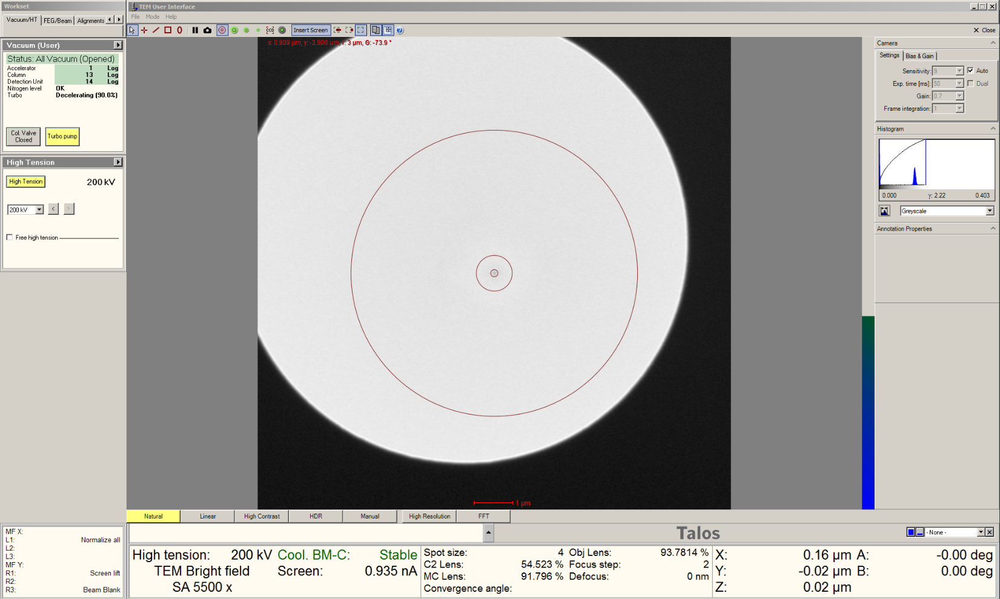 Workset
TEM User Interface
File Mode Help
Vacuum/HT FEG/Beam Alignments
Insert Screen
Close
Vacuum (User)
Status: All Vacuum (Opened)
Accelerator 1 Log
Column 13 Log
Detection Unit 14 Log
Nitrogen level OK
Turbo Decelerating (90.0%)
Col. Valve
Closed
Turbo pump
High Tension
High Tension 200 kV
200 kV < >
Free high tension
x: 0.809 µm, y: -2.806 µm, r: 3 µm, Θ: -73.9 °
1 µm
Camera
Settings Bias & Gain
Sensitivity: 9 Auto
Exp. time [ms]: 50 Dual
Gain: 0.7
Frame integration: 1
Histogram
0.000 γ: 2.22 0.403
Greyscale
Annotation Properties
Natural Linear High Contrast HDR Manual High Resolution FFT
MF X:
L1: Normalize all
L2:
L3:
MF Y:
R1: Screen lift
R2:
R3: Beam Blank
Talos
- None -
High tension: 200 kV Cool. BM-C: Stable
TEM Bright field Screen: 0.935 nA
SA 5500 x
Spot size: 4 Obj Lens: 93.7814 %
C2 Lens: 54.523 % Focus step: 2
MC Lens: 91.796 % Defocus: 0 nm
Convergence angle:
X: 0.16 µm A: -0.00 deg
Y: -0.02 µm B: 0.00 deg
Z: 0.02 µm